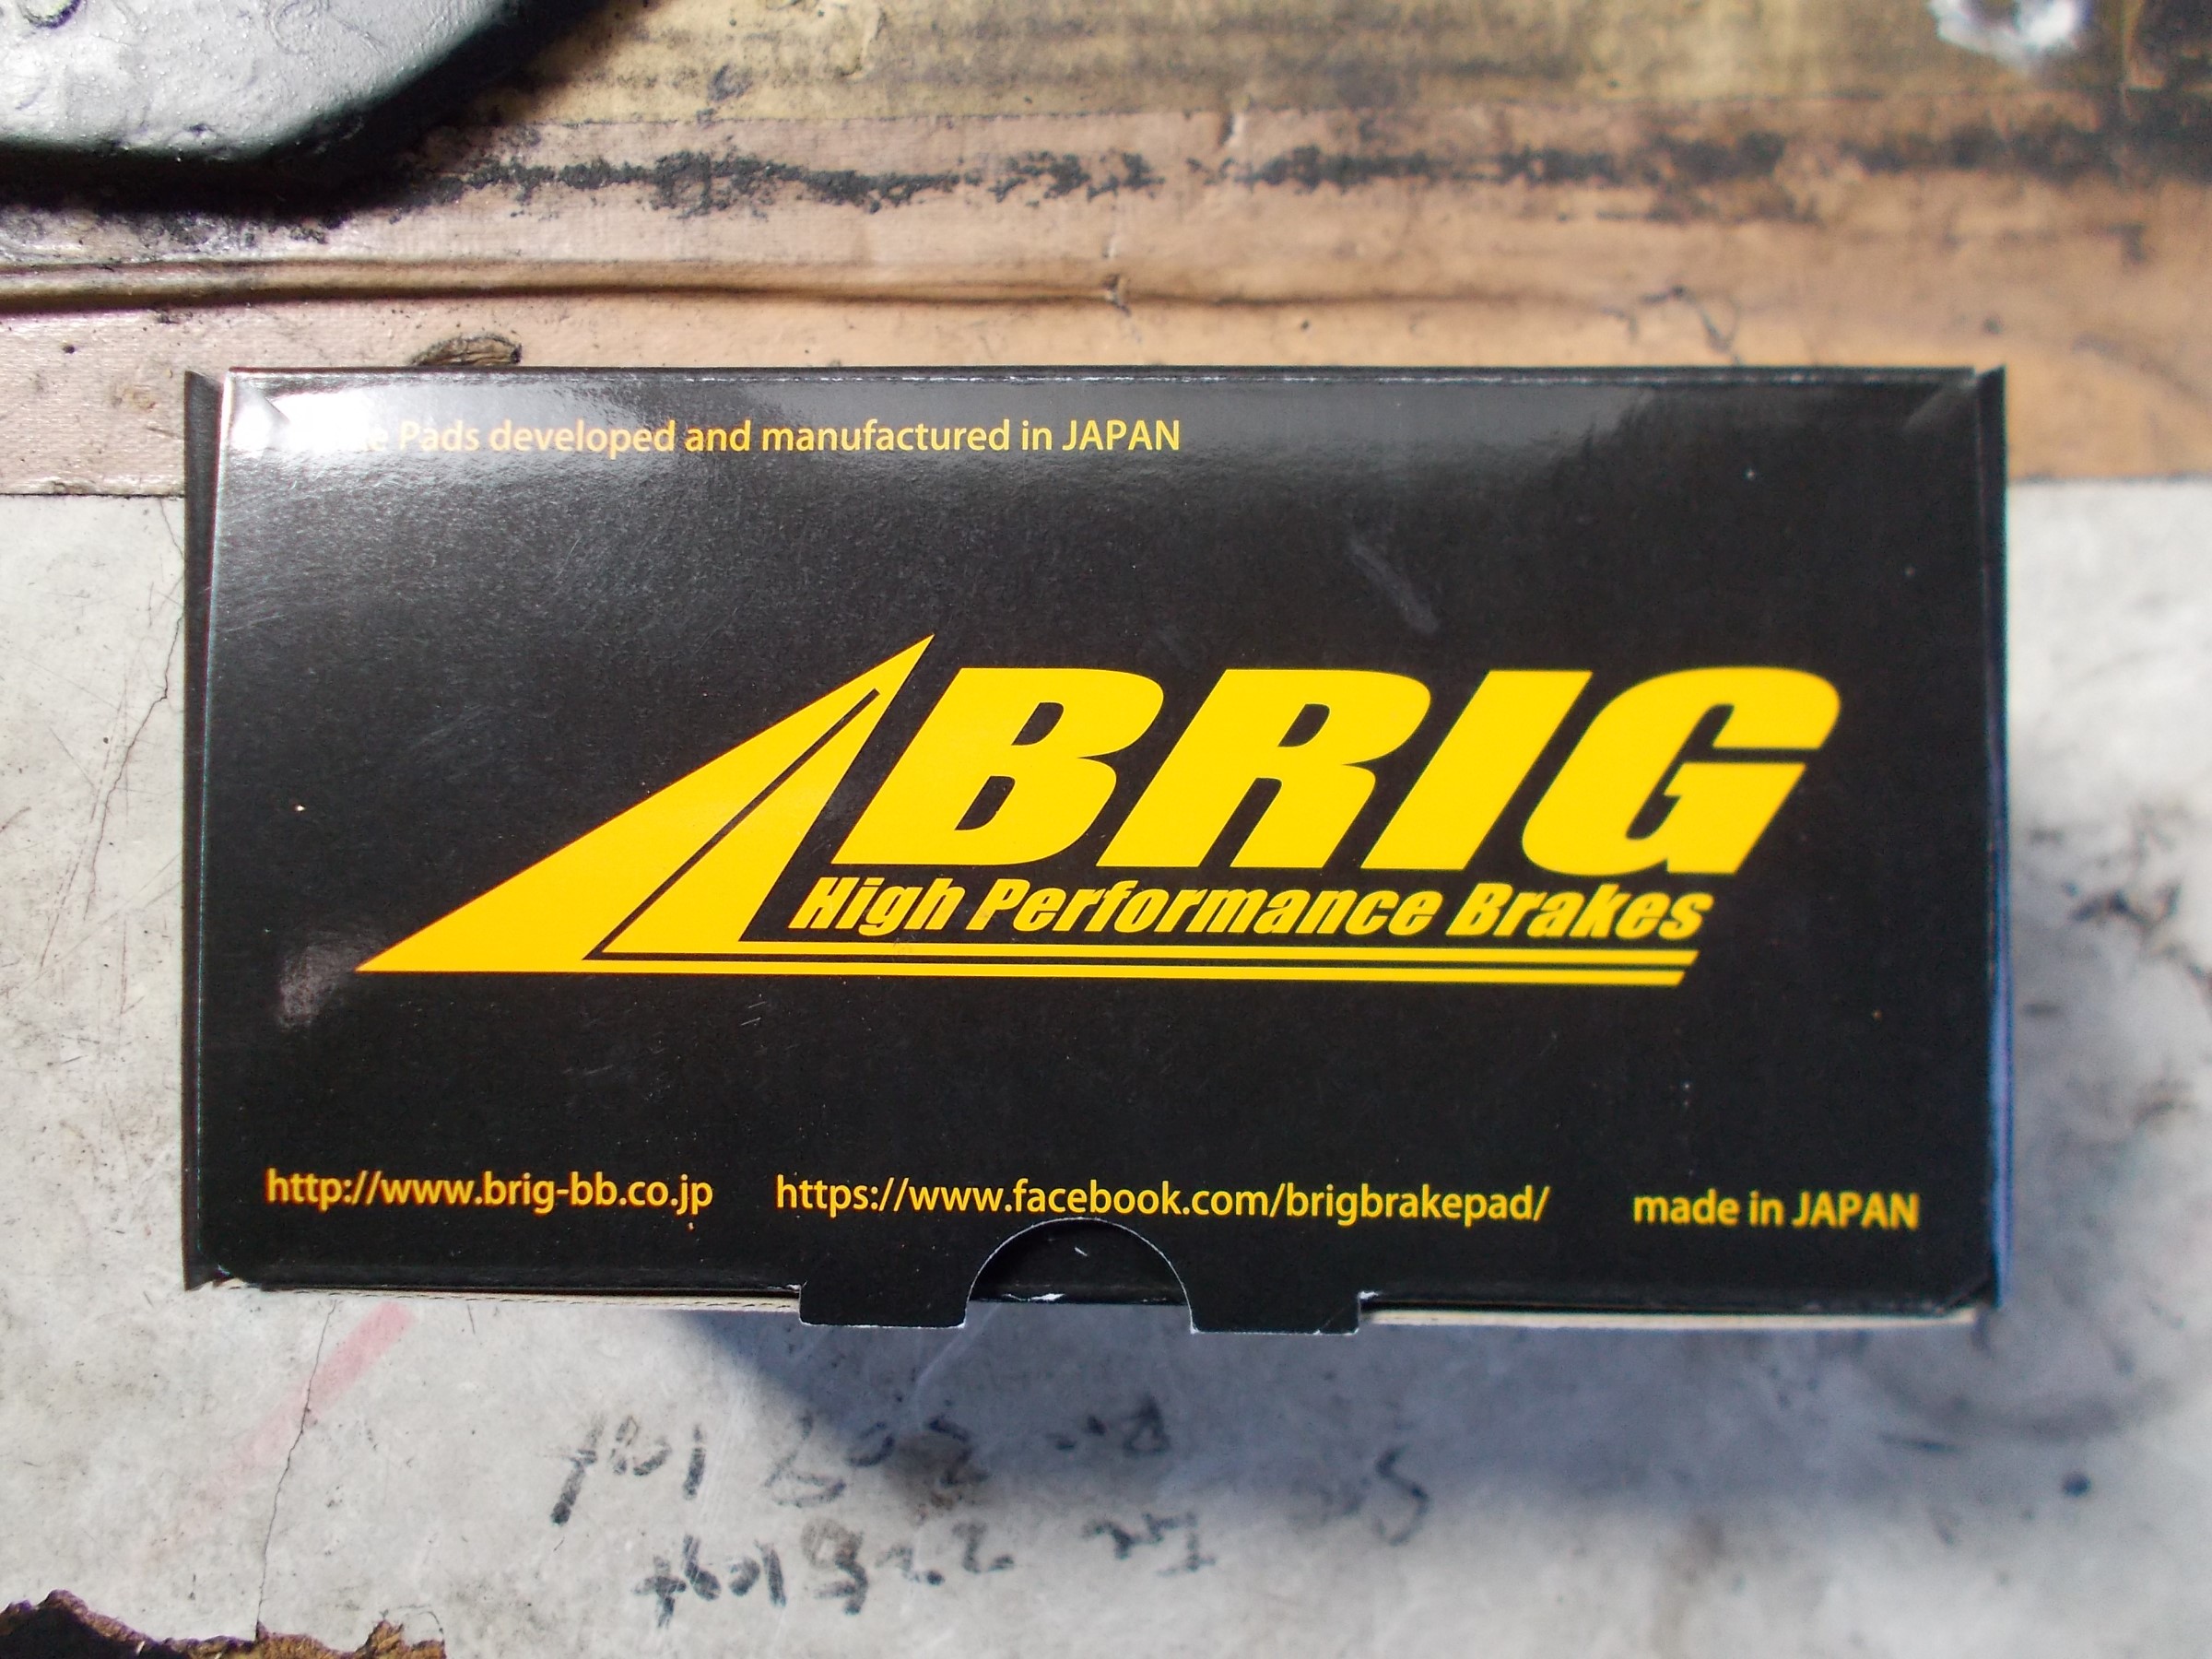 Pads developed and manufactured in JAPAN
BRIG
High Performance Brakes
http://www.brig-bb.co.jp https://www.facebook.com/brigbrakepad/ made in JAPAN